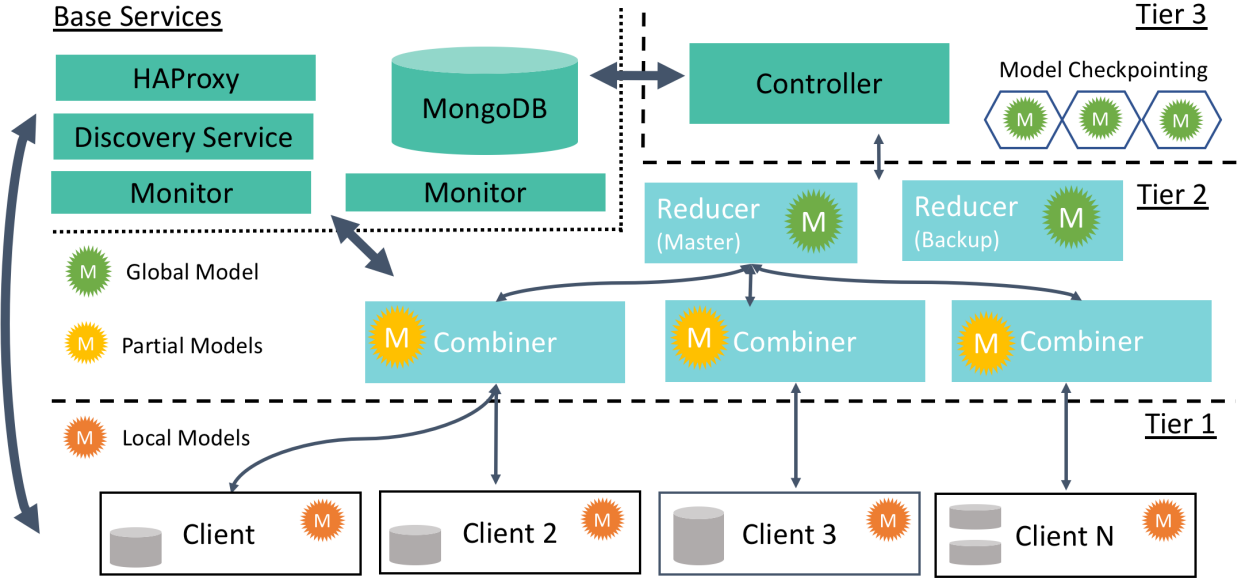 Base Services
HAProxy
Discovery Service
Monitor
MongoDB
Monitor
Tier 3
Controller
Model Checkpointing
M
M
M
Tier 2
Reducer
(Master)
M
Reducer
(Backup)
M
M
Global Model
M
Partial Models
M
Combiner
M
Combiner
M
Combiner
Tier 1
M
Local Models
Client
M
Client 2
M
Client 3
M
Client N
M